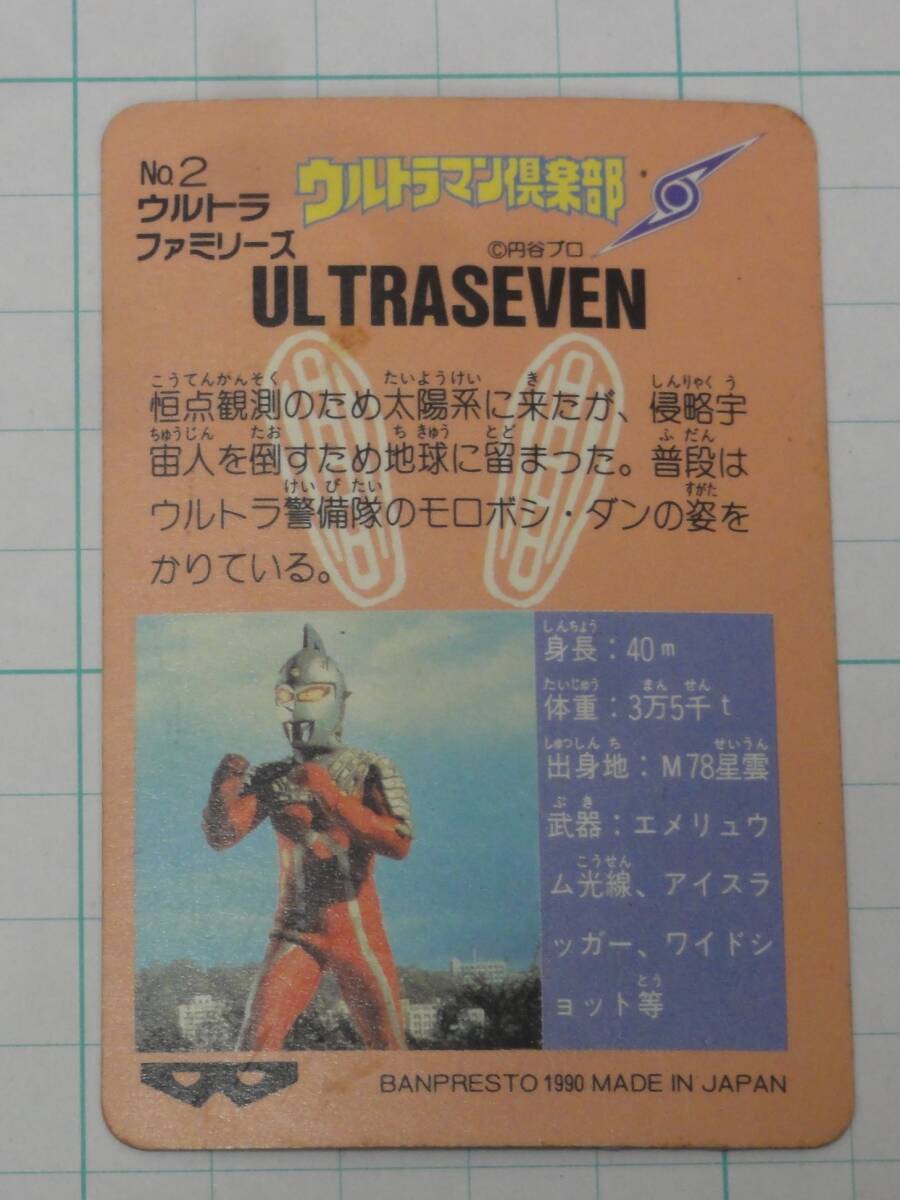 No.2
ウルトラ
ファミリーズ
ウルトラマン倶楽部
©円谷プロ
ULTRASEVEN
こうてんかんそく たいようけい き しんりゃく う
恒点観測のため太陽系に来たが、侵略宇
ちゅうじん たお ち きゅう とど ふ だん
宙人を倒すため地球に留まった。普段は
けい び たい すがた
ウルトラ警備隊のモロボシ・ダンの姿を
かりている。
しんちょう
身長：40m
たいじゅう まん せん
体重：3万5千t
しゅつしん ち せいうん
出身地：M78星雲
ぶ き
武器：エメリュウ
こうせん
ム光線、アイスラ
ッガー、ワイドシ
とう
ョット等
BANPRESTO 1990 MADE IN JAPAN